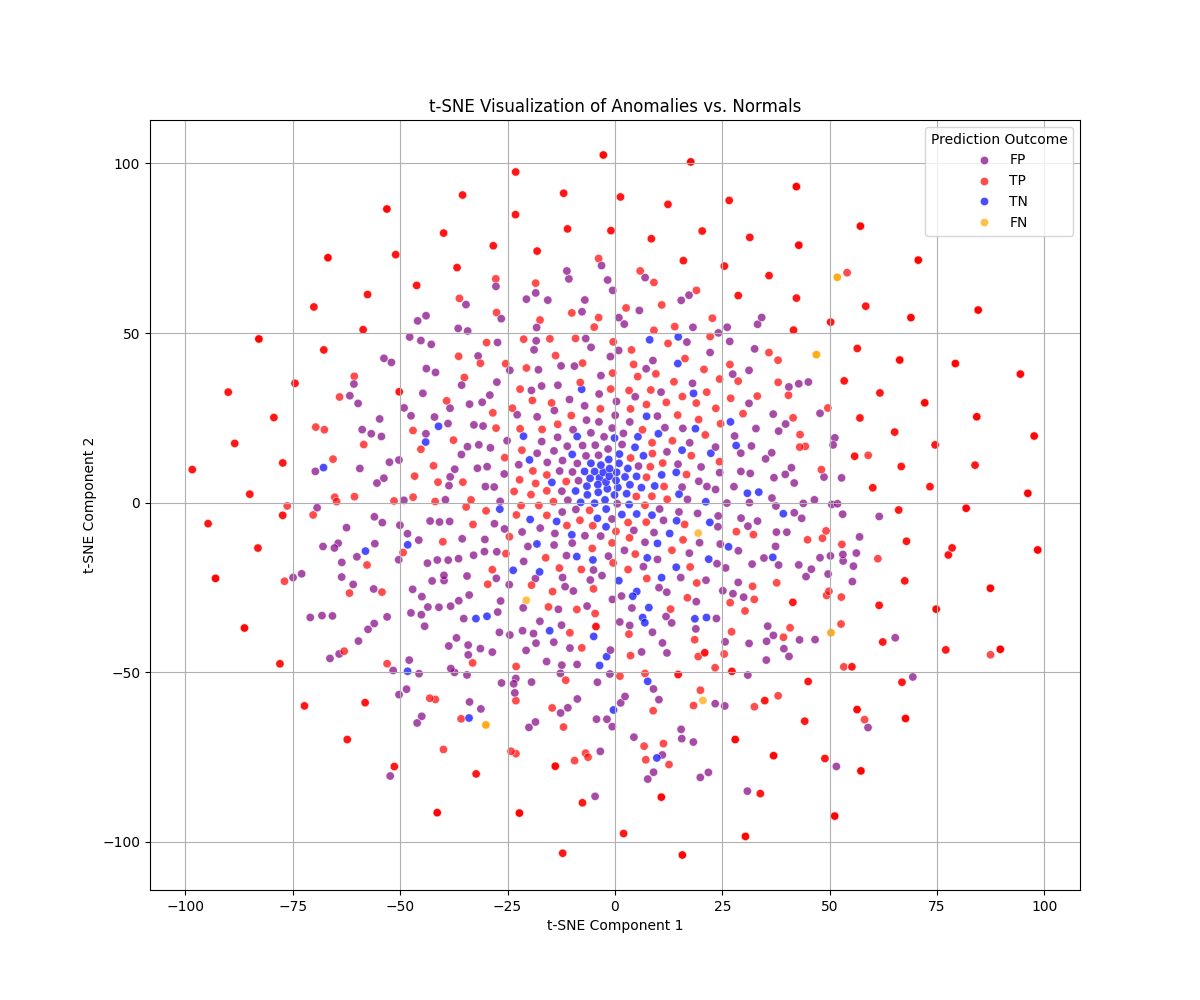 t-SNE Visualization of Anomalies vs. Normals
Prediction Outcome
FP
TP
TN
FN
100
50
0
−50
−100
t-SNE Component 2
−100
−75
−50
−25
0
25
50
75
100
t-SNE Component 1